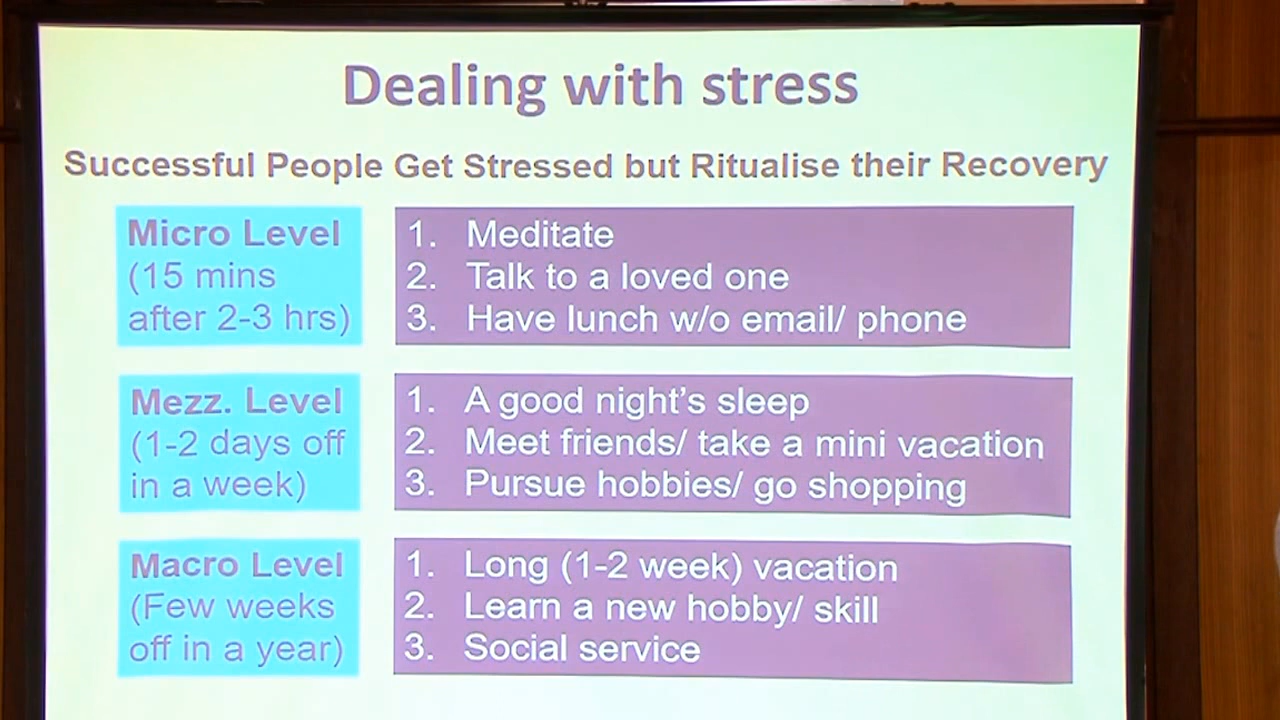 Dealing with stress
Successful People Get Stressed but Ritualise their Recovery
Micro Level
(15 mins
after 2-3 hrs)
1. Meditate
2. Talk to a loved one
3. Have lunch w/o email/ phone
Mezz. Level
(1-2 days off
in a week)
1. A good night's sleep
2. Meet friends/ take a mini vacation
3. Pursue hobbies/ go shopping
Macro Level
(Few weeks
off in a year)
1. Long (1-2 week) vacation
2. Learn a new hobby/ skill
3. Social service